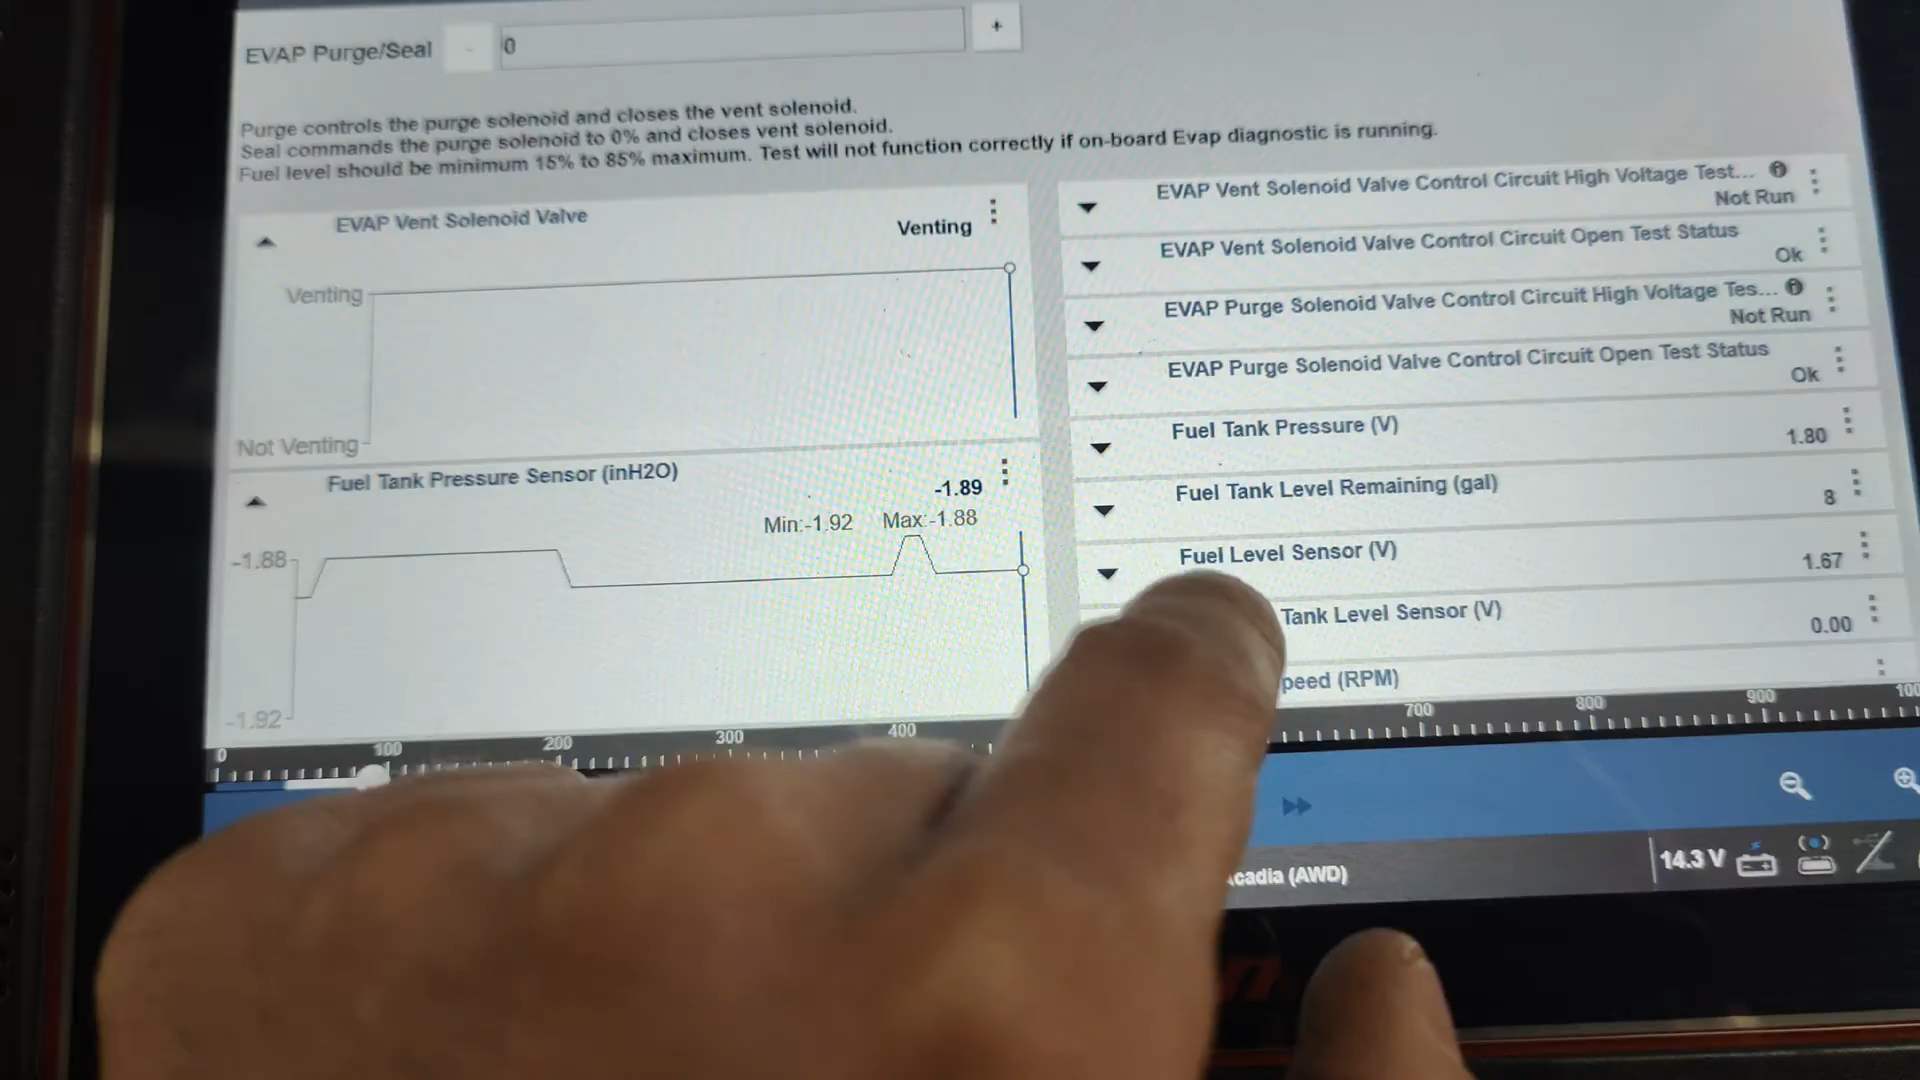 EVAP Purge/Seal - 0 +
Purge controls the purge solenoid and closes the vent solenoid.
Seal commands the purge solenoid to 0% and closes vent solenoid.
Fuel level should be minimum 15% to 85% maximum. Test will not function correctly if on-board Evap diagnostic is running.
EVAP Vent Solenoid Valve
Venting
Venting
Not Venting
Fuel Tank Pressure Sensor (inH2O)
-1.89
Min:-1.92 Max:-1.88
-1.88
-1.92
EVAP Vent Solenoid Valve Control Circuit High Voltage Test...
Not Run
EVAP Vent Solenoid Valve Control Circuit Open Test Status
Ok
EVAP Purge Solenoid Valve Control Circuit High Voltage Tes...
Not Run
EVAP Purge Solenoid Valve Control Circuit Open Test Status
Ok
Fuel Tank Pressure (V)
1.80
Fuel Tank Level Remaining (gal)
8
Fuel Level Sensor (V)
1.67
Tank Level Sensor (V)
0.00
peed (RPM)
0 100 200 300 400 700 800 900 100
cadia (AWD)
14.3 V